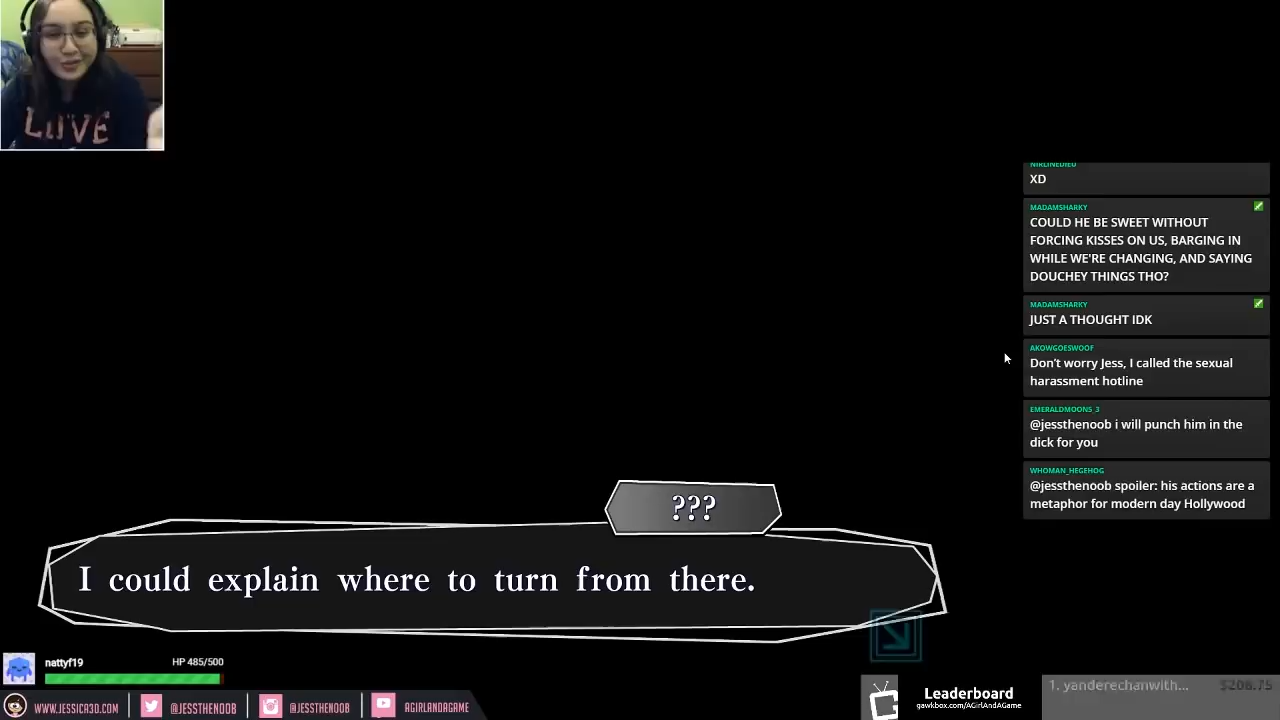 LOVE
NIRLINEDIED
XD
MADAMSHARKY
COULD HE BE SWEET WITHOUT
FORCING KISSES ON US, BARGING IN
WHILE WE'RE CHANGING, AND SAYING
DOUCHEY THINGS THO?
MADAMSHARKY
JUST A THOUGHT IDK
AKOWGOESWOOF
Don't worry Jess, I called the sexual
harassment hotline
EMERALDMOONS_3
@jessthenoob i will punch him in the
dick for you
WHOMAN_HEGEHOG
@jessthenoob spoiler: his actions are a
metaphor for modern day Hollywood
???
I could explain where to turn from there.
nattyf19 HP 485/500
WWW.JESSICA3D.COM @JESSTHENOOB @JESSTHENOOB AGIRLANDAGAME
Leaderboard
gawkbox.com/AGirlAndAGame
1. yanderechanwith... $206.75